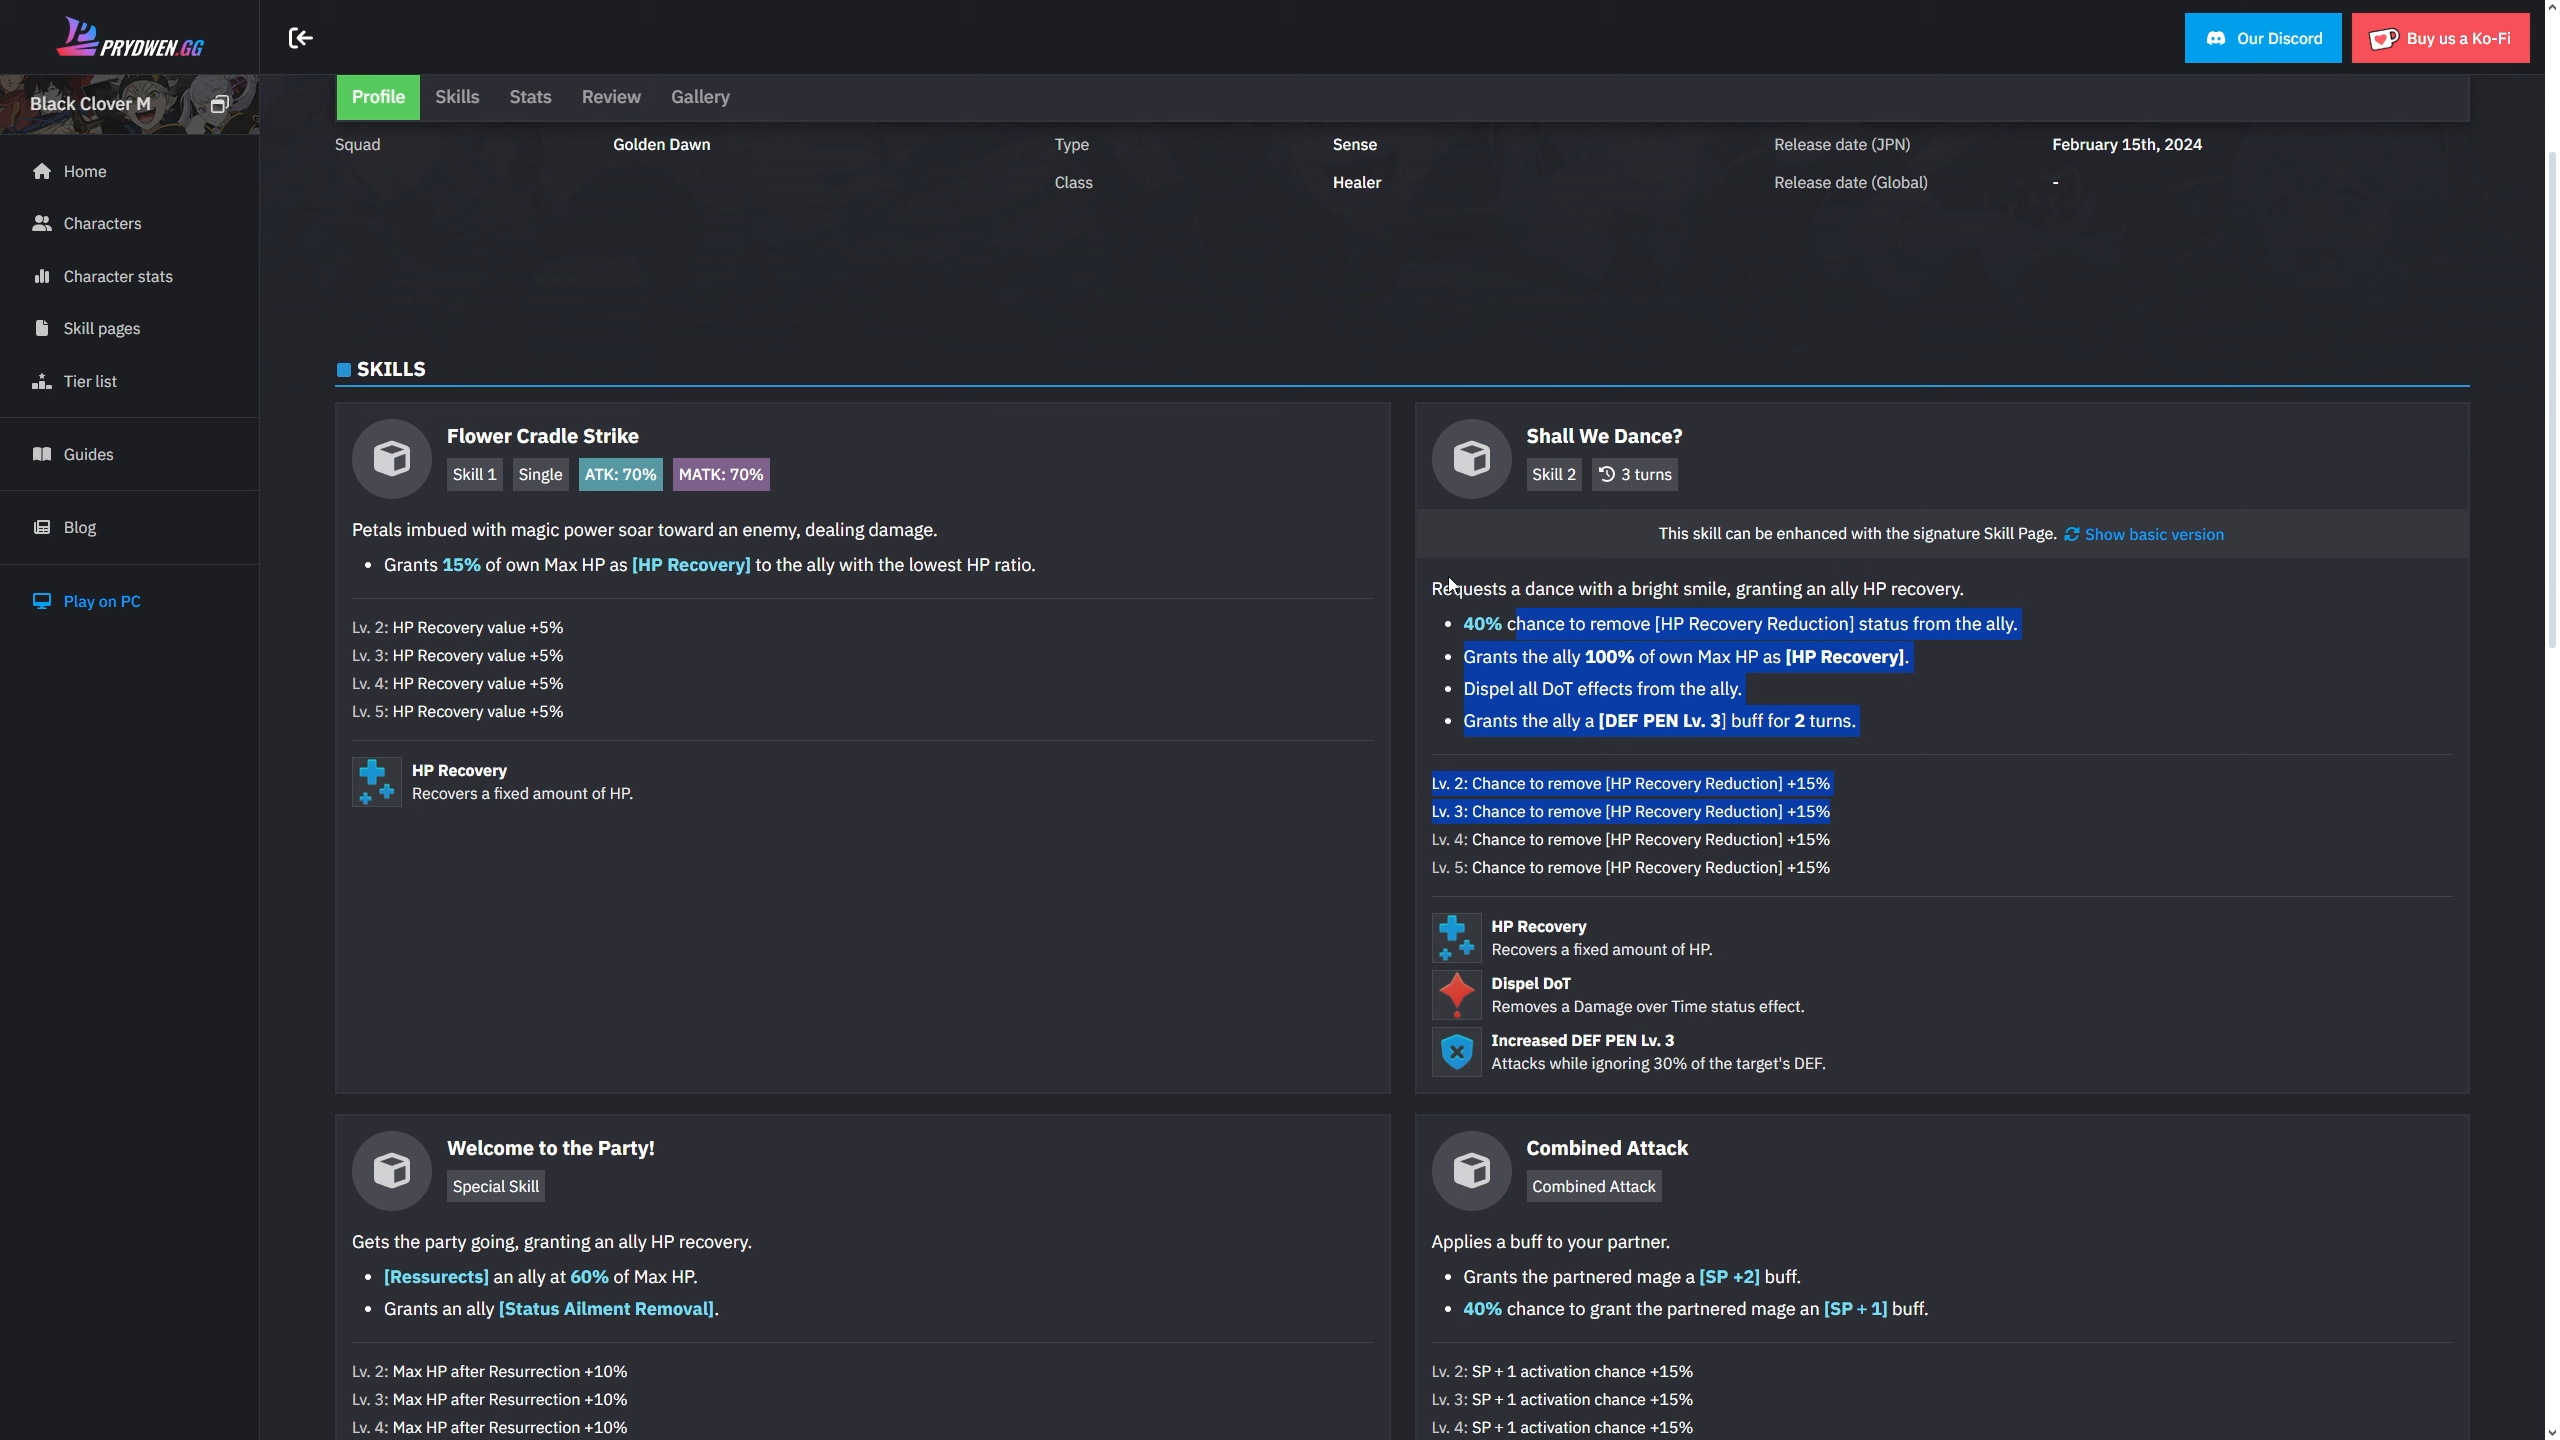 PRYDWEN.GG
Our Discord
Buy us a Ko-Fi
Black Clover M
Home
Characters
Character stats
Skill pages
Tier list
Guides
Blog
Play on PC
Profile Skills Stats Review Gallery
Squad Golden Dawn Type Sense Release date (JPN) February 15th, 2024
Class Healer Release date (Global) -
SKILLS
Flower Cradle Strike
Skill 1 Single ATK: 70% MATK: 70%
Petals imbued with magic power soar toward an enemy, dealing damage.
• Grants 15% of own Max HP as [HP Recovery] to the ally with the lowest HP ratio.
Lv. 2: HP Recovery value +5%
Lv. 3: HP Recovery value +5%
Lv. 4: HP Recovery value +5%
Lv. 5: HP Recovery value +5%
HP Recovery
Recovers a fixed amount of HP.
Shall We Dance?
Skill 2 3 turns
This skill can be enhanced with the signature Skill Page. Show basic version
Requests a dance with a bright smile, granting an ally HP recovery.
• 40% chance to remove [HP Recovery Reduction] status from the ally.
• Grants the ally 100% of own Max HP as [HP Recovery].
• Dispel all DoT effects from the ally.
• Grants the ally a [DEF PEN Lv. 3] buff for 2 turns.
Lv. 2: Chance to remove [HP Recovery Reduction] +15%
Lv. 3: Chance to remove [HP Recovery Reduction] +15%
Lv. 4: Chance to remove [HP Recovery Reduction] +15%
Lv. 5: Chance to remove [HP Recovery Reduction] +15%
HP Recovery
Recovers a fixed amount of HP.
Dispel DoT
Removes a Damage over Time status effect.
Increased DEF PEN Lv. 3
Attacks while ignoring 30% of the target's DEF.
Welcome to the Party!
Special Skill
Gets the party going, granting an ally HP recovery.
• [Ressurects] an ally at 60% of Max HP.
• Grants an ally [Status Ailment Removal].
Lv. 2: Max HP after Resurrection +10%
Lv. 3: Max HP after Resurrection +10%
Lv. 4: Max HP after Resurrection +10%
Combined Attack
Combined Attack
Applies a buff to your partner.
• Grants the partnered mage a [SP +2] buff.
• 40% chance to grant the partnered mage an [SP + 1] buff.
Lv. 2: SP + 1 activation chance +15%
Lv. 3: SP + 1 activation chance +15%
Lv. 4: SP + 1 activation chance +15%